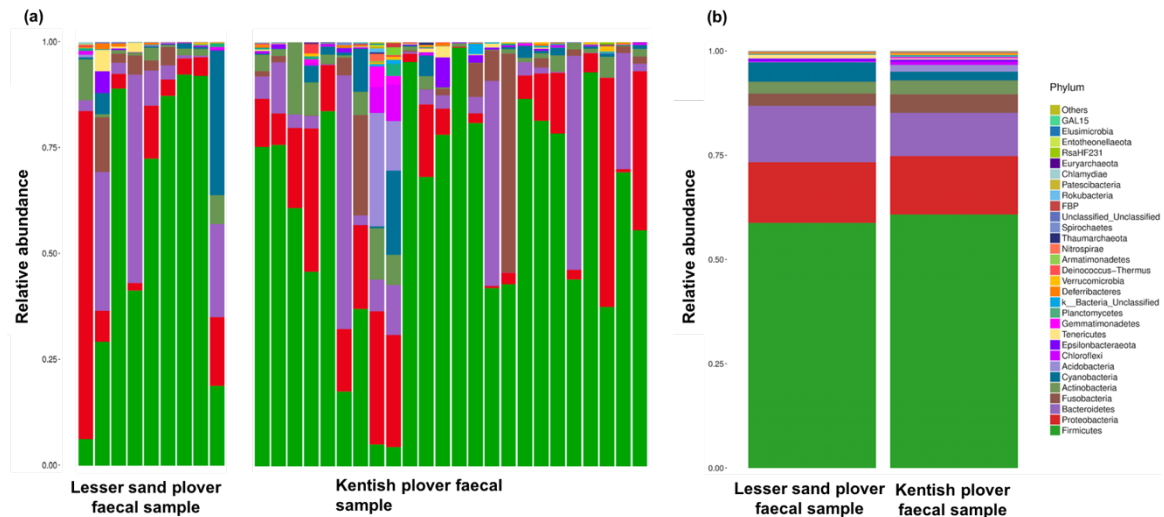 (a)
Relative abundance
1.00
0.75
0.50
0.25
0.00
Lesser sand plover
faecal sample
Kentish plover faecal
sample
(b)
Relative abundance
1.00
0.75
0.50
0.25
0.00
Lesser sand plover
faecal sample
Kentish plover
faecal sample
Phylum
Others
GAL15
Elusimicrobia
Entotheonellaeota
RsaHF231
Euryarchaeota
Chlamydiae
Patescibacteria
Rokubacteria
FBP
Unclassified_Unclassified
Spirochaetes
Thaumarchaeota
Nitrospirae
Armatimonadetes
Deinococcus-Thermus
Verrucomicrobia
Deferribacteres
k__Bacteria_Unclassified
Planctomycetes
Gemmatimonadetes
Tenericutes
Epsilonbacteraeota
Chloroflexi
Acidobacteria
Cyanobacteria
Actinobacteria
Fusobacteria
Bacteroidetes
Proteobacteria
Firmicutes